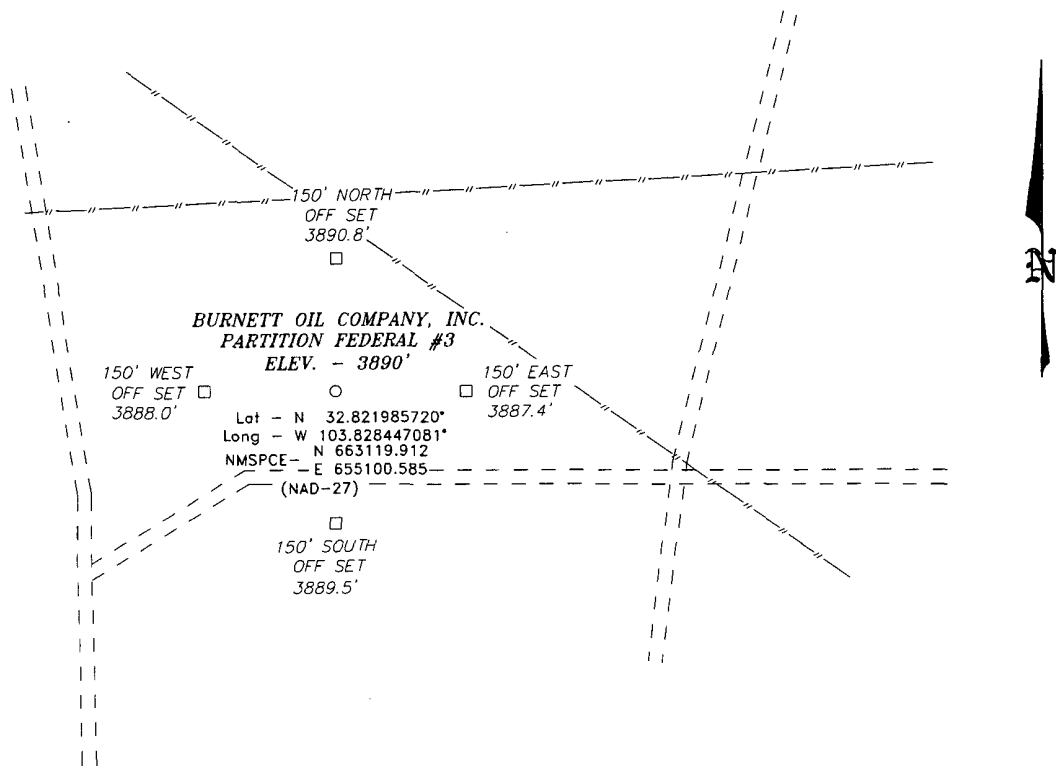 150' NORTH
OFF SET
3890.8'
BURNETT OIL COMPANY, INC.
PARTITION FEDERAL #3
ELEV. - 3890'
150' WEST
OFF SET
3888.0'
150' EAST
OFF SET
3887.4'
Lat - N 32.821985720°
Long - W 103.828447081°
NMSPCE- N 663119.912
E 655100.585
(NAD-27)
150' SOUTH
OFF SET
3889.5'
N